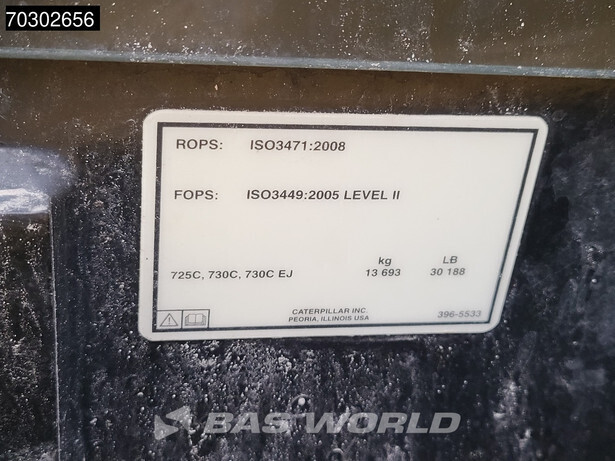 70302656
ROPS: ISO3471:2008
FOPS: ISO3449:2005 LEVEL II
kg LB
725C, 730C, 730C EJ 13 693 30 188
CATERPILLAR INC.
PEORIA, ILLINOIS USA
396-5533
BAS WORLD